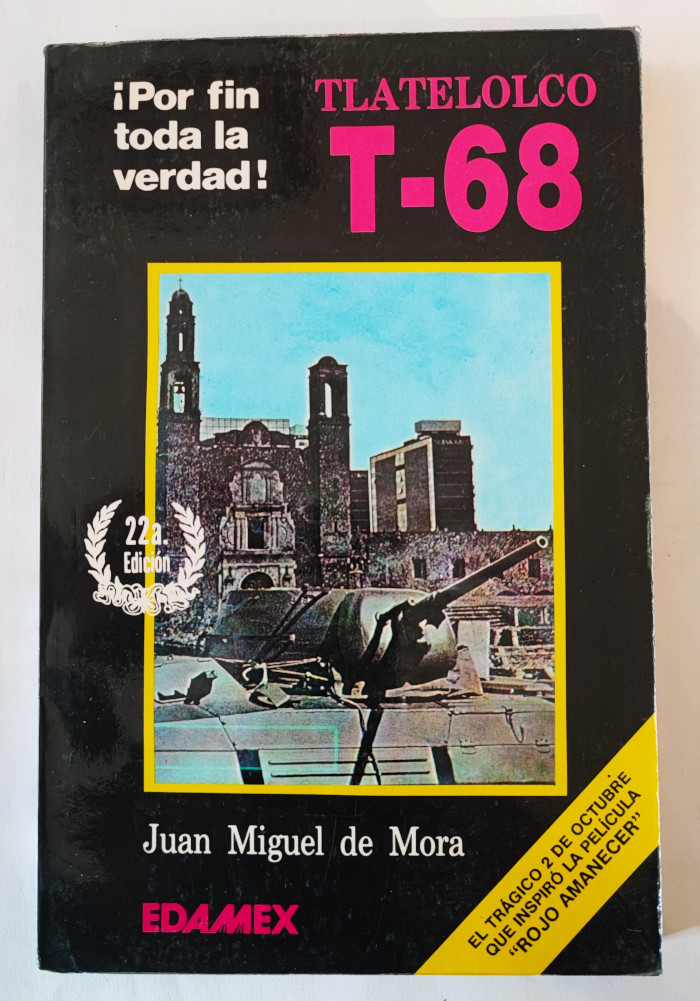 ¡Por fin
toda la
verdad!
TLATELOLCO
T-68
22a.
Edición
Juan Miguel de Mora
EDAMEX
EL TRÁGICO 2 DE OCTUBRE
QUE INSPIRÓ LA PELÍCULA
“ROJO AMANECER”